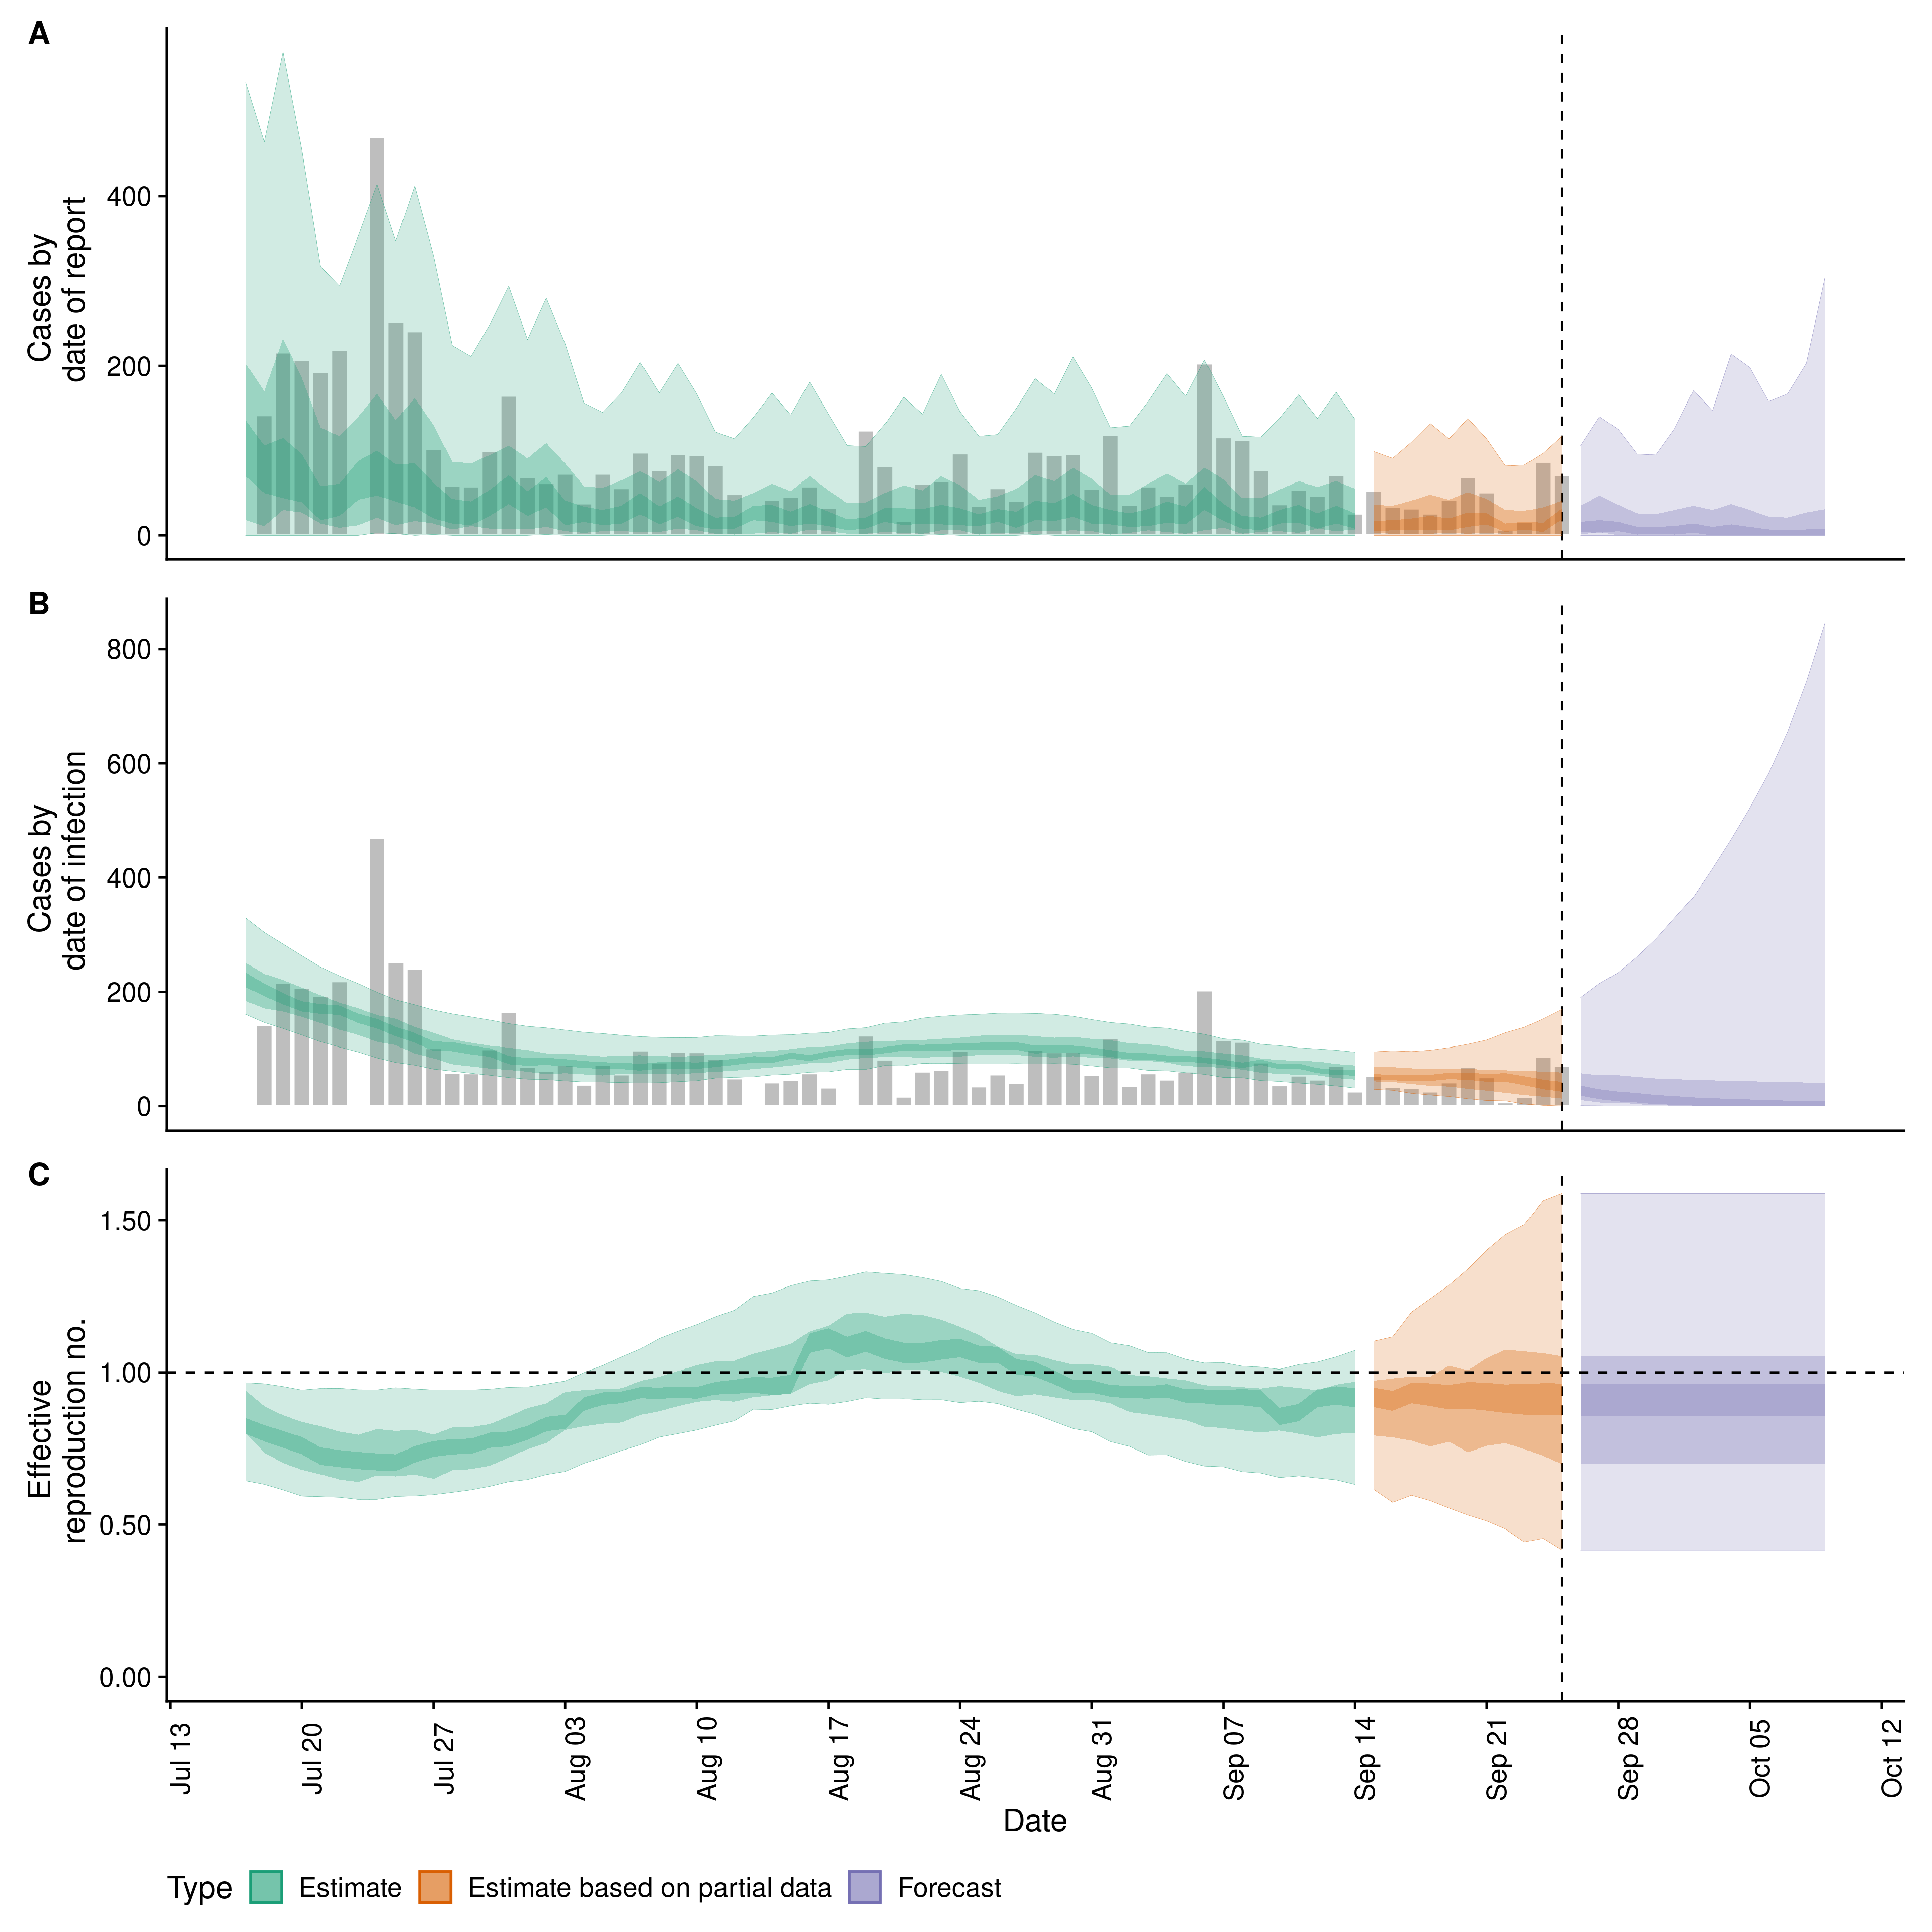 A
Cases by
date of report
400
200
0
B
Cases by
date of infection
800
600
400
200
0
C
Effective
reproduction no.
1.50
1.00
0.50
0.00
Jul 13
Jul 20
Jul 27
Aug 03
Aug 10
Aug 17
Aug 24
Aug 31
Sep 07
Sep 14
Sep 21
Sep 28
Oct 05
Oct 12
Date
Type Estimate Estimate based on partial data Forecast